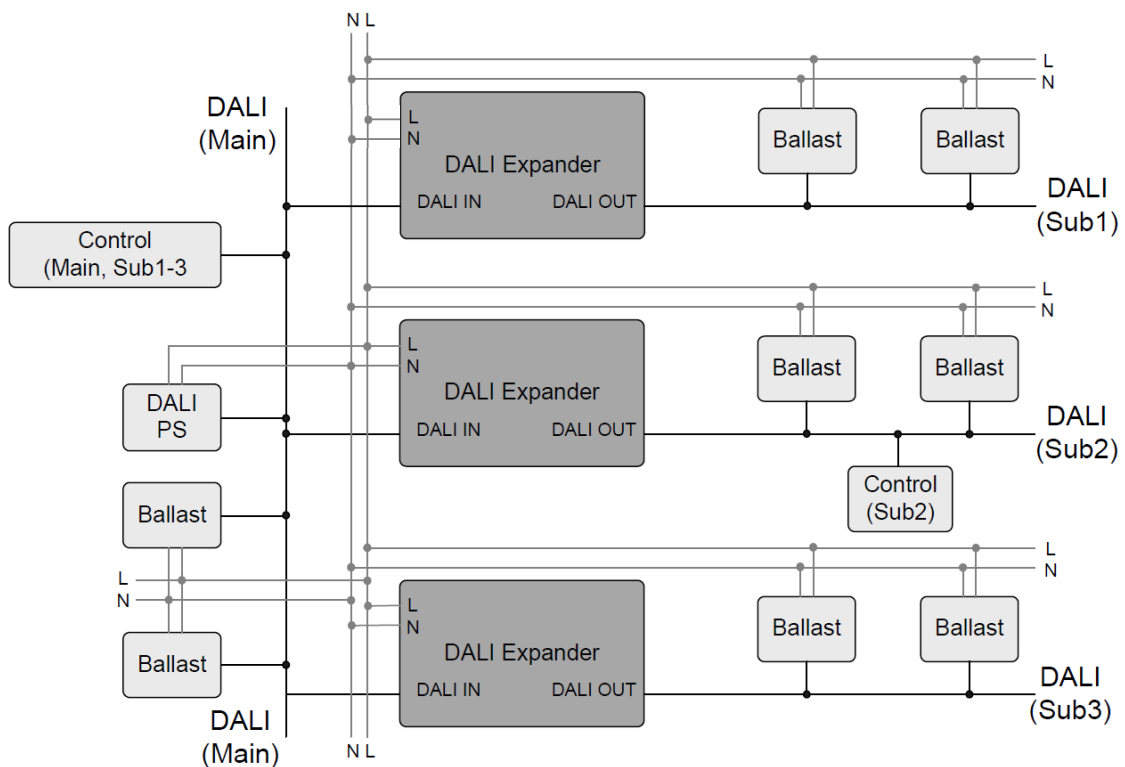 N L
L
N
DALI
(Main)
L
N
DALI Expander
DALI IN
DALI OUT
Ballast
Ballast
DALI
(Sub1)
Control
(Main, Sub1-3
L
N
L
N
DALI Expander
DALI IN
DALI OUT
Ballast
Ballast
DALI
(Sub2)
DALI
PS
Control
(Sub2)
Ballast
L
N
Ballast
L
N
L
N
DALI Expander
DALI IN
DALI OUT
Ballast
Ballast
DALI
(Sub3)
DALI
(Main)
N L